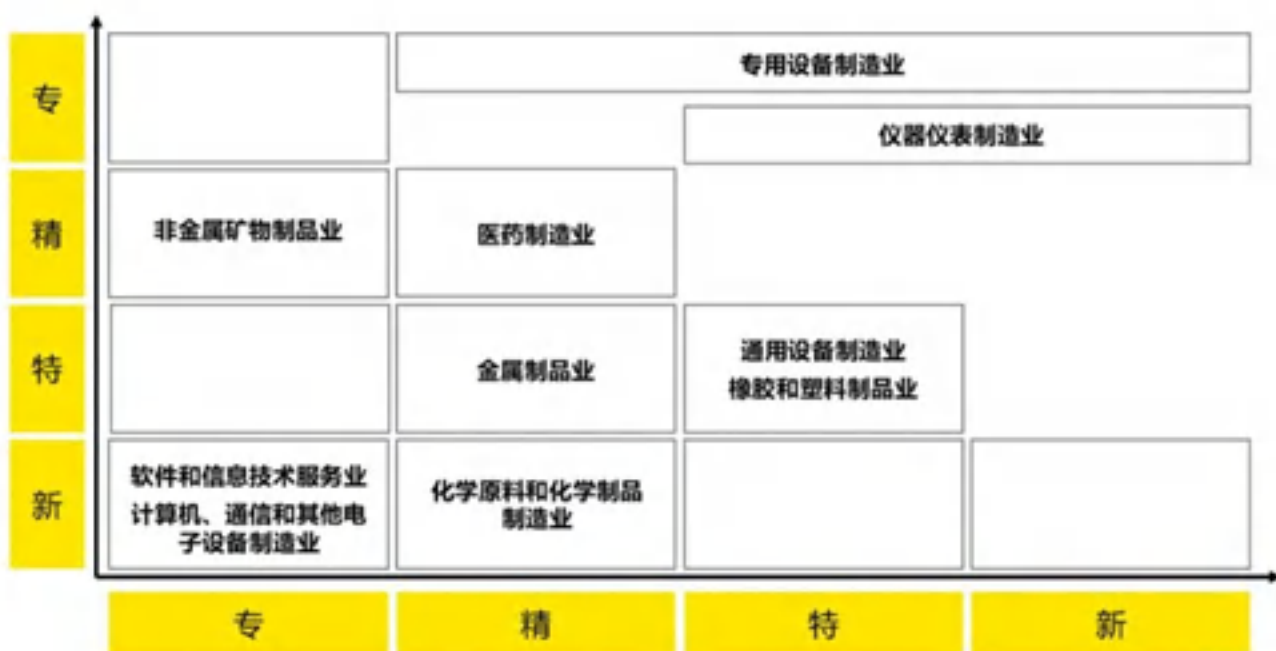 专
专用设备制造业
仪器仪表制造业
精
非金属矿物制品业
医药制造业
特
金属制品业
通用设备制造业
橡胶和塑料制品业
新
软件和信息技术服务业
计算机、通信和其他电
子设备制造业
化学原料和化学制品
制造业
专
精
特
新